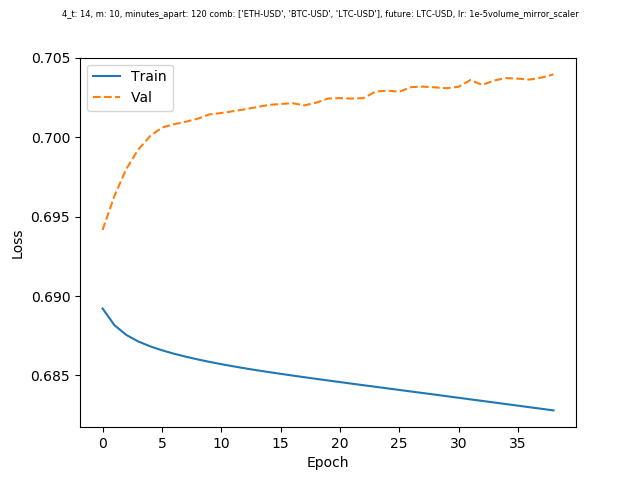 4_t: 14, m: 10, minutes_apart: 120 comb: ['ETH-USD', 'BTC-USD', 'LTC-USD'], future: LTC-USD, lr: 1e-5volume_mirror_scaler
0.705
0.700
0.695
0.690
0.685
Loss
Train
Val
0 5 10 15 20 25 30 35
Epoch